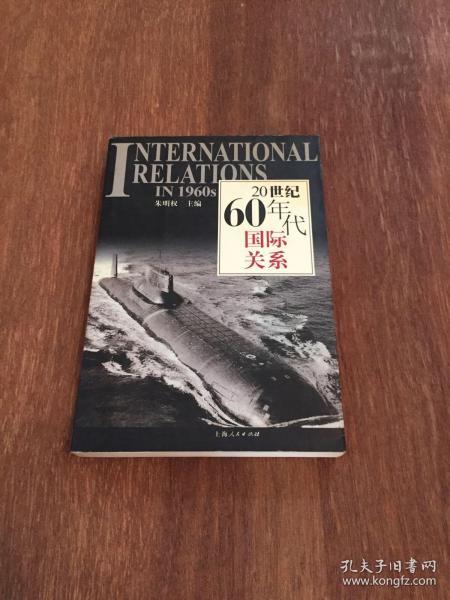 INTERNATIONAL
RELATIONS
IN 1960s
朱明权 主编
20世纪
60年代
国际
关系
上海人民出版社
孔夫子旧书网
www.kongfz.com